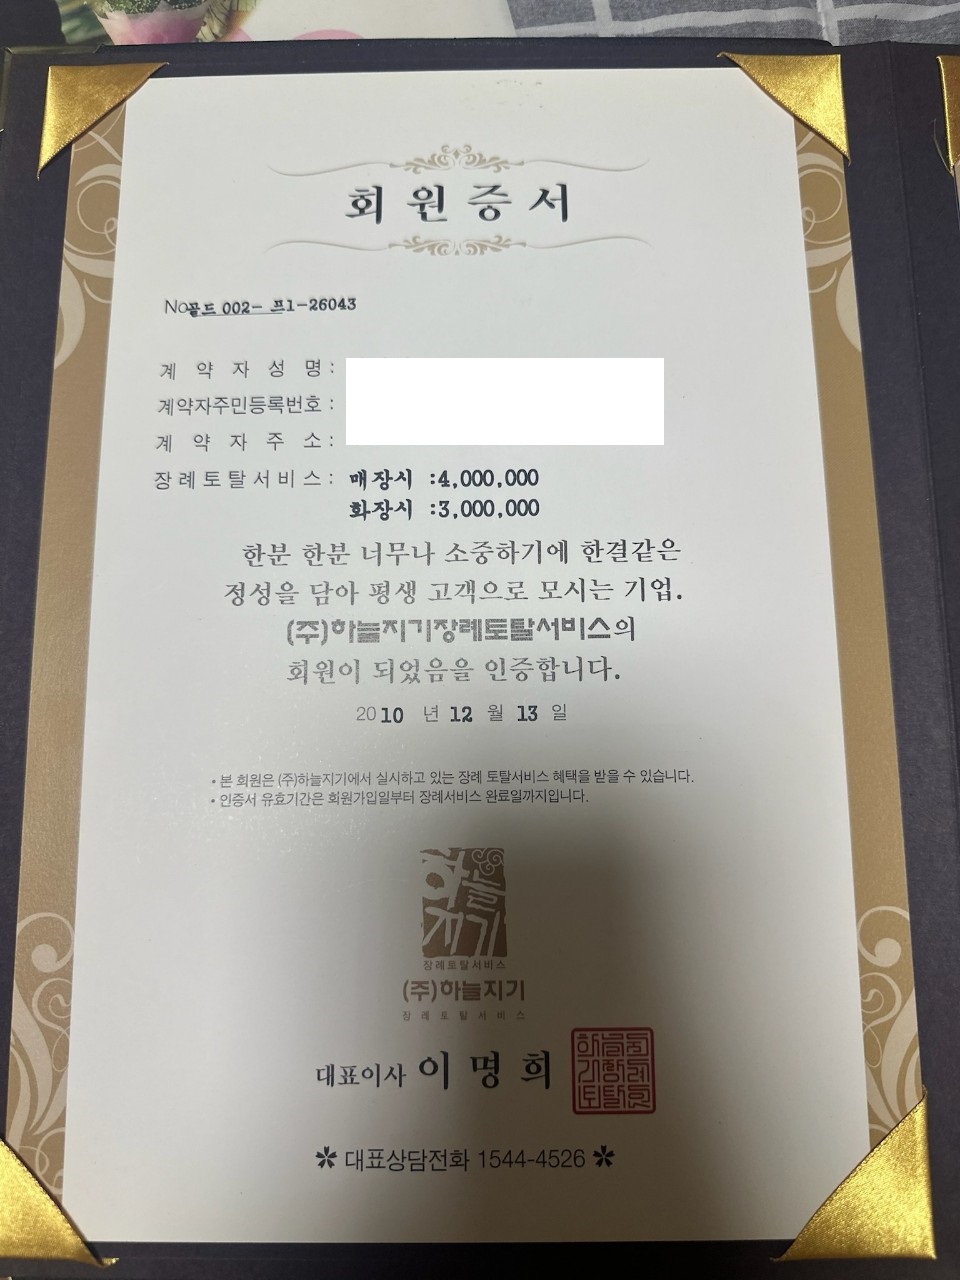 회원증서
No골드 002- 프1-26043
계약자성명 :
계약자주민등록번호 :
계약자주소 :
장례토탈서비스 : 매장시 :4,000,000
화장시 :3,000,000
한분 한분 너무나 소중하기에 한결같은
정성을 담아 평생 고객으로 모시는 기업.
(주)하늘지기장례토탈서비스의
회원이 되었음을 인증합니다.
2010 년 12 월 13 일
• 본 회원은 (주)하늘지기에서 실시하고 있는 장례 토탈서비스 혜택을 받을 수 있습니다.
• 인증서 유효기간은 회원가입일부터 장례서비스 완료일까지입니다.
하늘
지기
장례토탈서비스
(주)하늘지기
장례토탈서비스
대표이사 이명희
대표상담전화 1544-4526